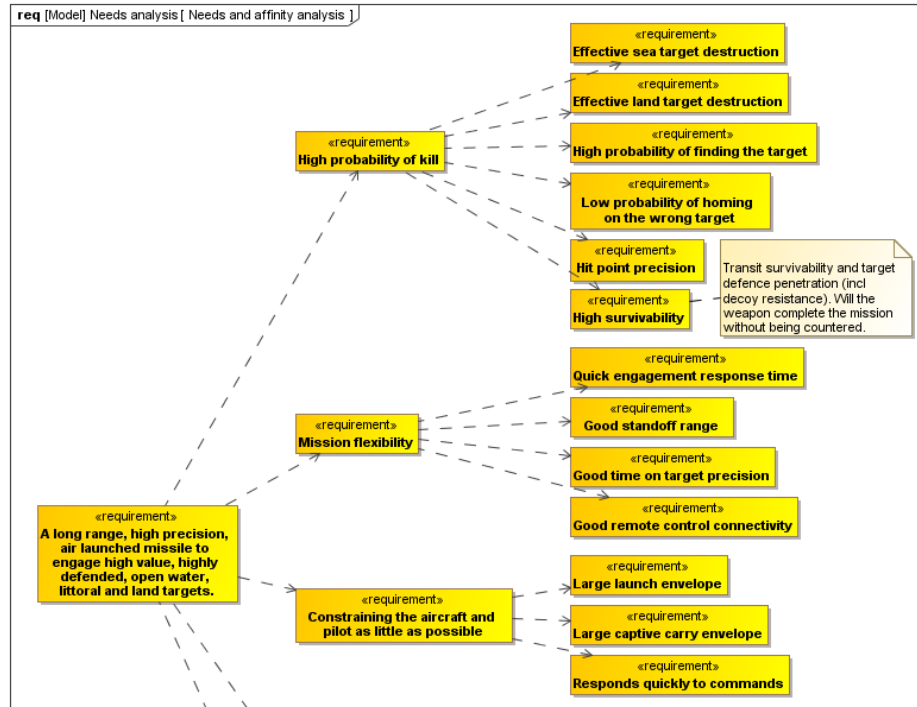 req [Model] Needs analysis [ Needs and affinity analysis ]
«requirement»
Effective sea target destruction
«requirement»
Effective land target destruction
«requirement»
High probability of kill
«requirement»
High probability of finding the target
«requirement»
Low probability of homing
on the wrong target
«requirement»
Hit point precision
«requirement»
High survivability
Transit survivability and target
defence penetration (incl
decoy resistance). Will the
weapon complete the mission
without being countered.
«requirement»
Quick engagement response time
«requirement»
Mission flexibility
«requirement»
Good standoff range
«requirement»
Good time on target precision
«requirement»
Good remote control connectivity
«requirement»
A long range, high precision,
air launched missile to
engage high value, highly
defended, open water,
littoral and land targets.
«requirement»
Large launch envelope
«requirement»
Constraining the aircraft and
pilot as little as possible
«requirement»
Large captive carry envelope
«requirement»
Responds quickly to commands